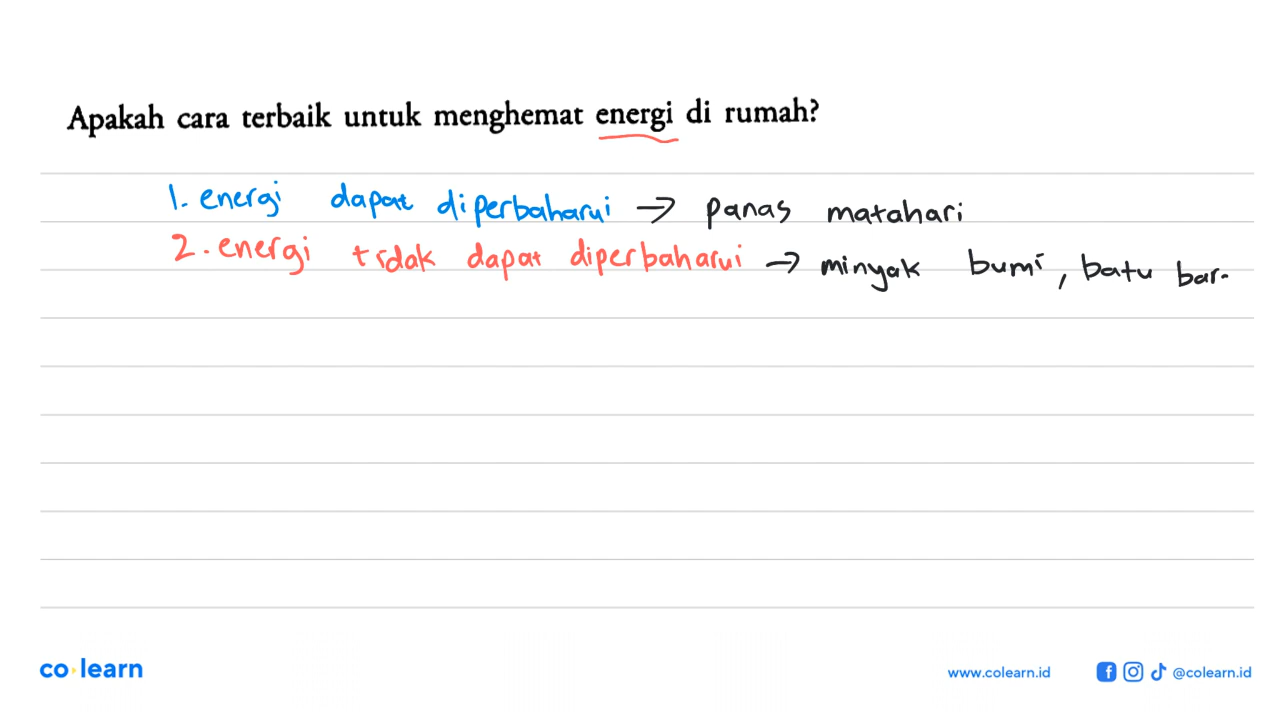 Apakah cara terbaik untuk menghemat energi di rumah?
1. energi dapat diperbaharui → panas matahari
2. energi tidak dapat diperbaharui → minyak bumi, batu bar
co learn
www.colearn.id @colearn.id